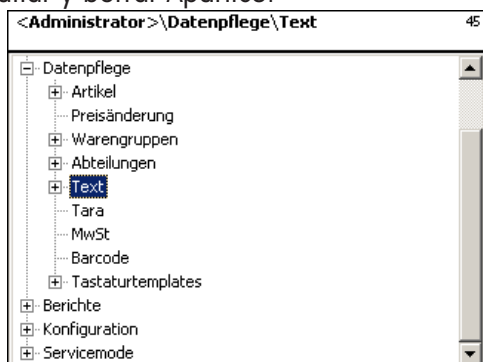 <Administrator>\Datenpflege\Text 45
Datenpflege
Artikel
Preisänderung
Warengruppen
Abteilungen
Text
Tara
MwSt
Barcode
Tastaturtemplates
Berichte
Konfiguration
Servicemode